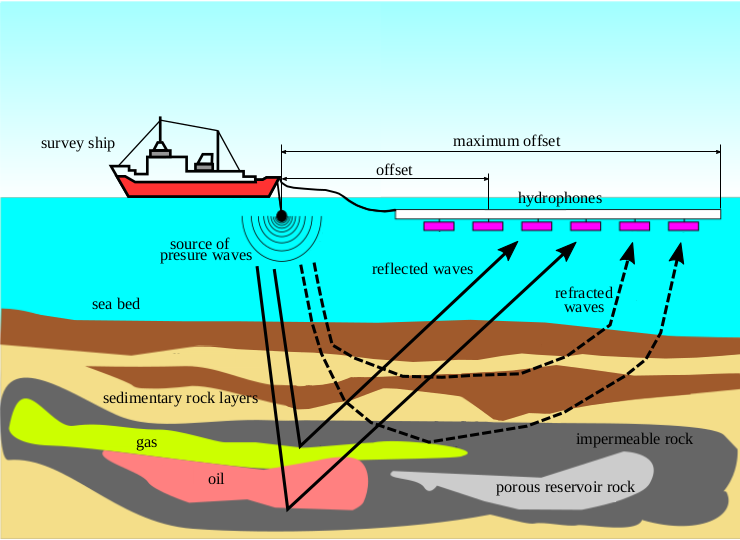 survey ship
maximum offset
offset
hydrophones
source of
presure waves
reflected waves
refracted
waves
sea bed
sedimentary rock layers
gas
impermeable rock
oil
porous reservoir rock